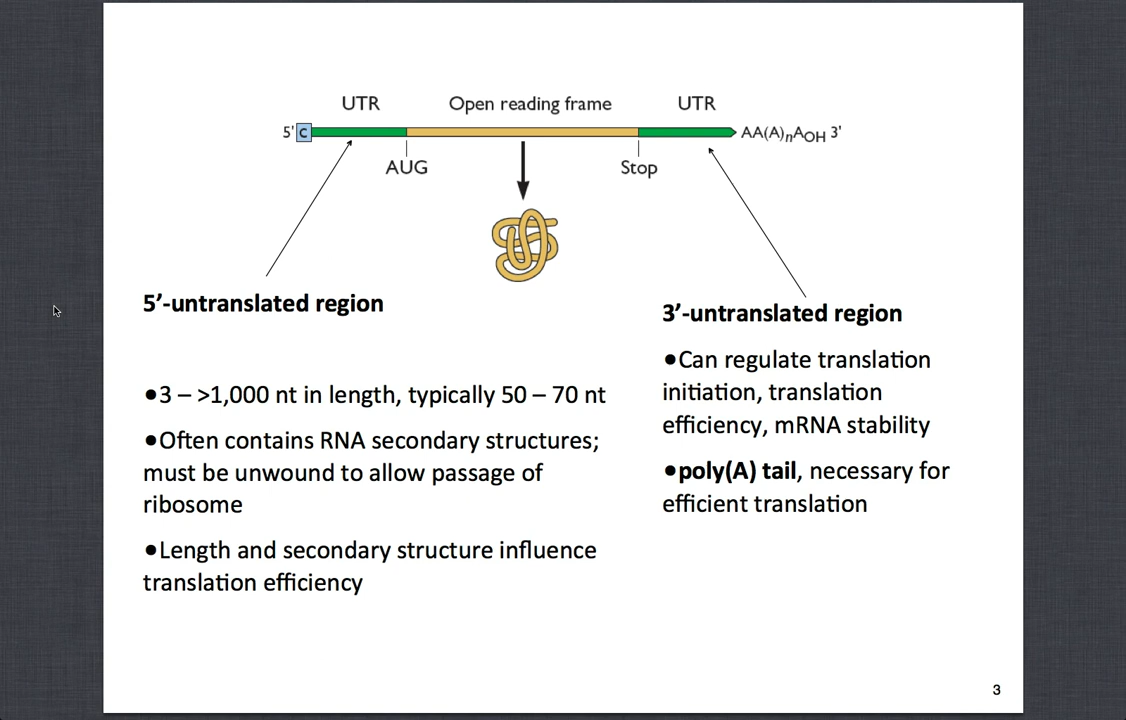 UTR Open reading frame UTR
5' C AA(A)nAOH 3'
AUG Stop
5’-untranslated region
●3 – >1,000 nt in length, typically 50 – 70 nt
●Often contains RNA secondary structures;
must be unwound to allow passage of
ribosome
●Length and secondary structure influence
translation efficiency
3’-untranslated region
●Can regulate translation
initiation, translation
efficiency, mRNA stability
●poly(A) tail, necessary for
efficient translation
3